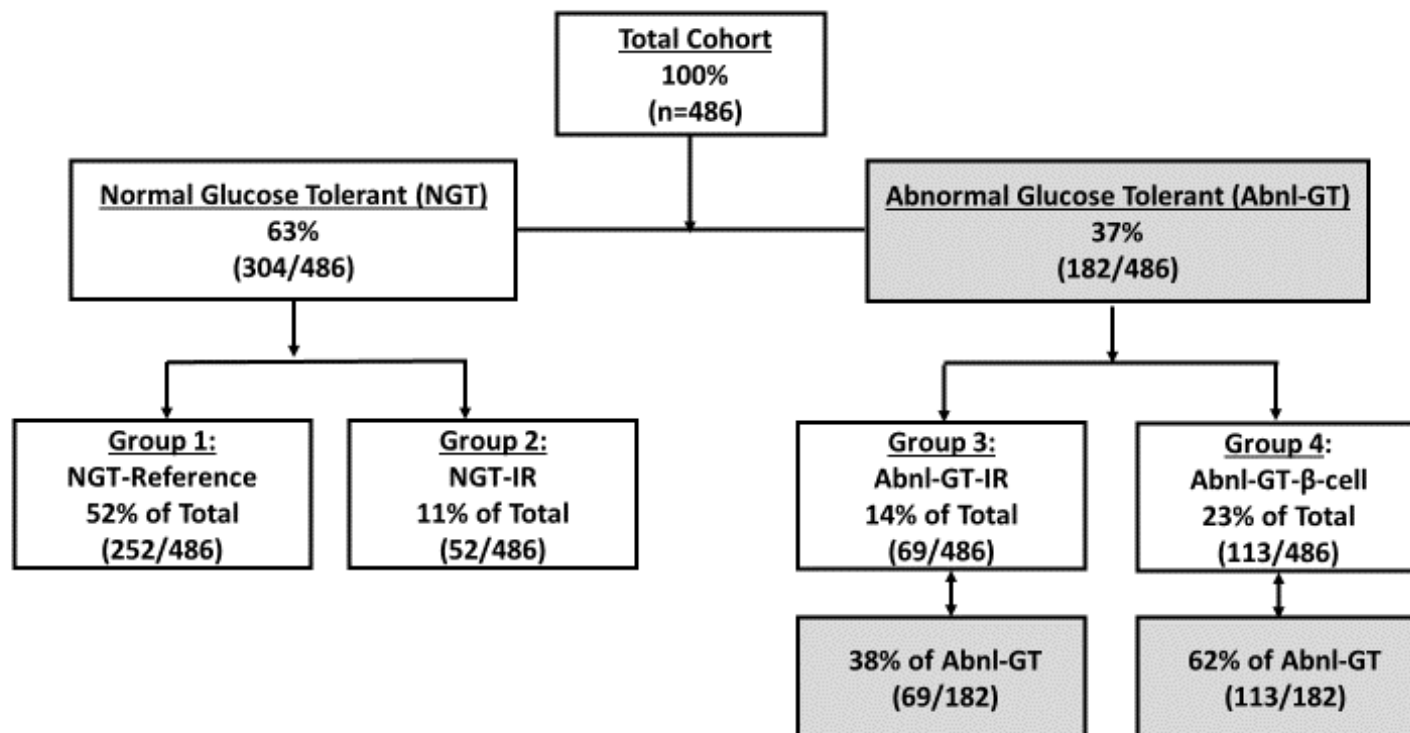 Total Cohort
100%
(n=486)
Normal Glucose Tolerant (NGT)
63%
(304/486)
Abnormal Glucose Tolerant (Abnl-GT)
37%
(182/486)
Group 1:
NGT-Reference
52% of Total
(252/486)
Group 2:
NGT-IR
11% of Total
(52/486)
Group 3:
Abnl-GT-IR
14% of Total
(69/486)
Group 4:
Abnl-GT-β-cell
23% of Total
(113/486)
38% of Abnl-GT
(69/182)
62% of Abnl-GT
(113/182)